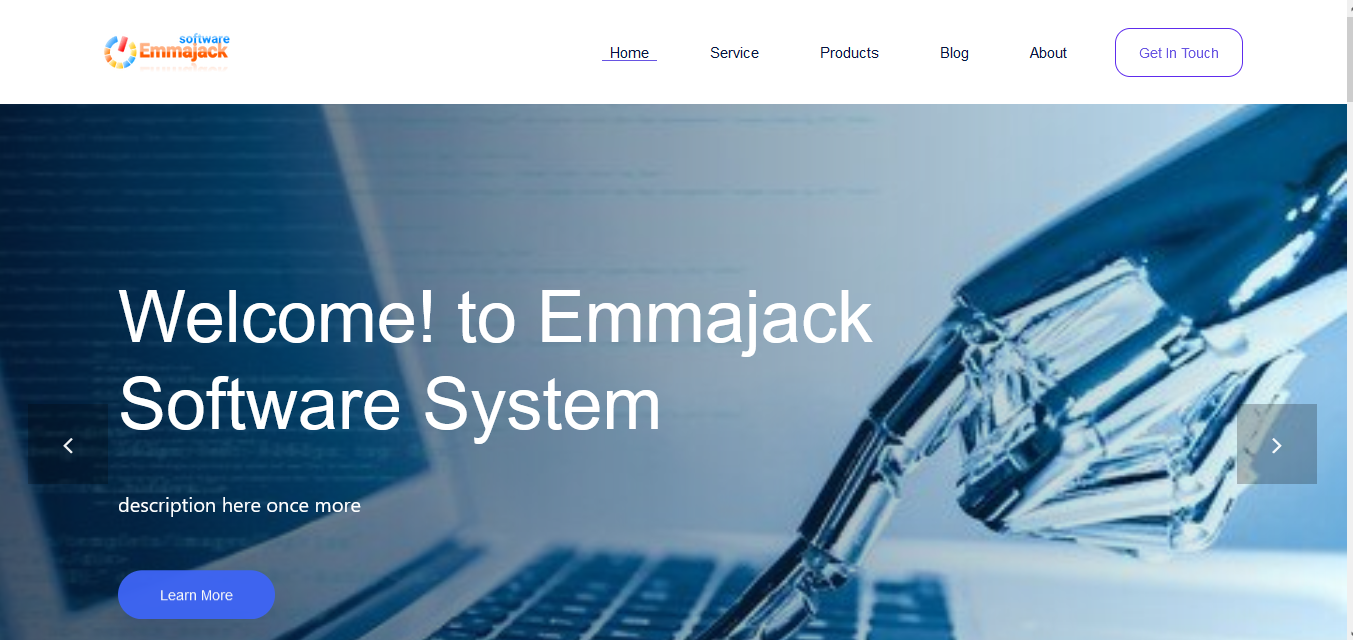 software
Emmajack
Home
Service
Products
Blog
About
Get In Touch
Welcome! to Emmajack
Software System
description here once more
Learn More